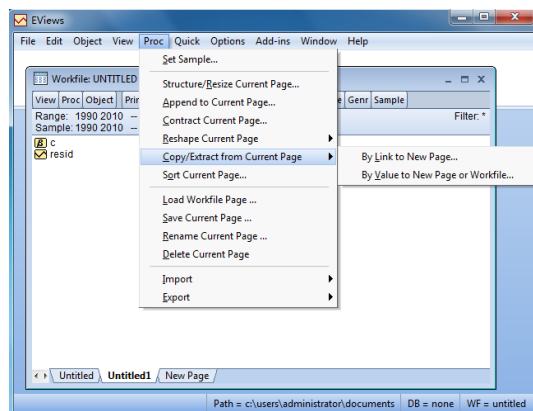 EViews
File Edit Object View Proc Quick Options Add-ins Window Help
Set Sample...
Workfile: UNTITLED
Structure/Resize Current Page...
View Proc Object Genr Sample
Append to Current Page...
Range: 1990 2010 -- Filter: *
Contract Current Page...
Sample: 1990 2010 --
Reshape Current Page
c
resid
Copy/Extract from Current Page
By Link to New Page...
Sort Current Page...
By Value to New Page or Workfile...
Load Workfile Page ...
Save Current Page ...
Rename Current Page ...
Delete Current Page
Import
Export
Untitled Untitled1 New Page
Path = c:\users\administrator\documents DB = none WF = untitled